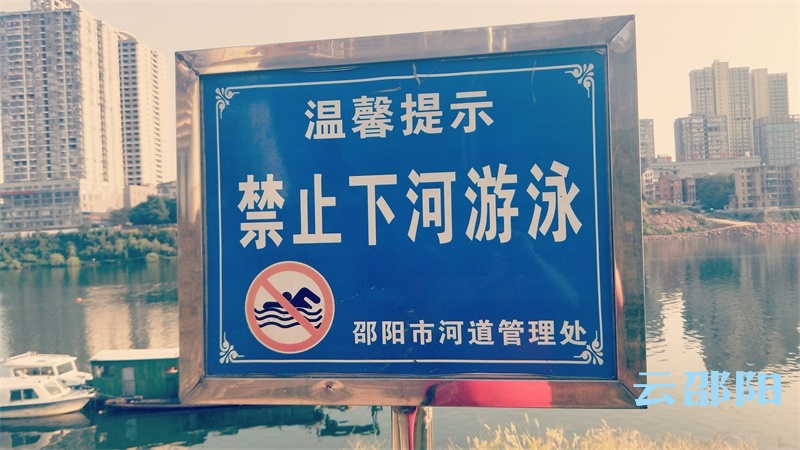 温馨提示
禁止下河游泳
邵阳市河道管理处
云邵阳